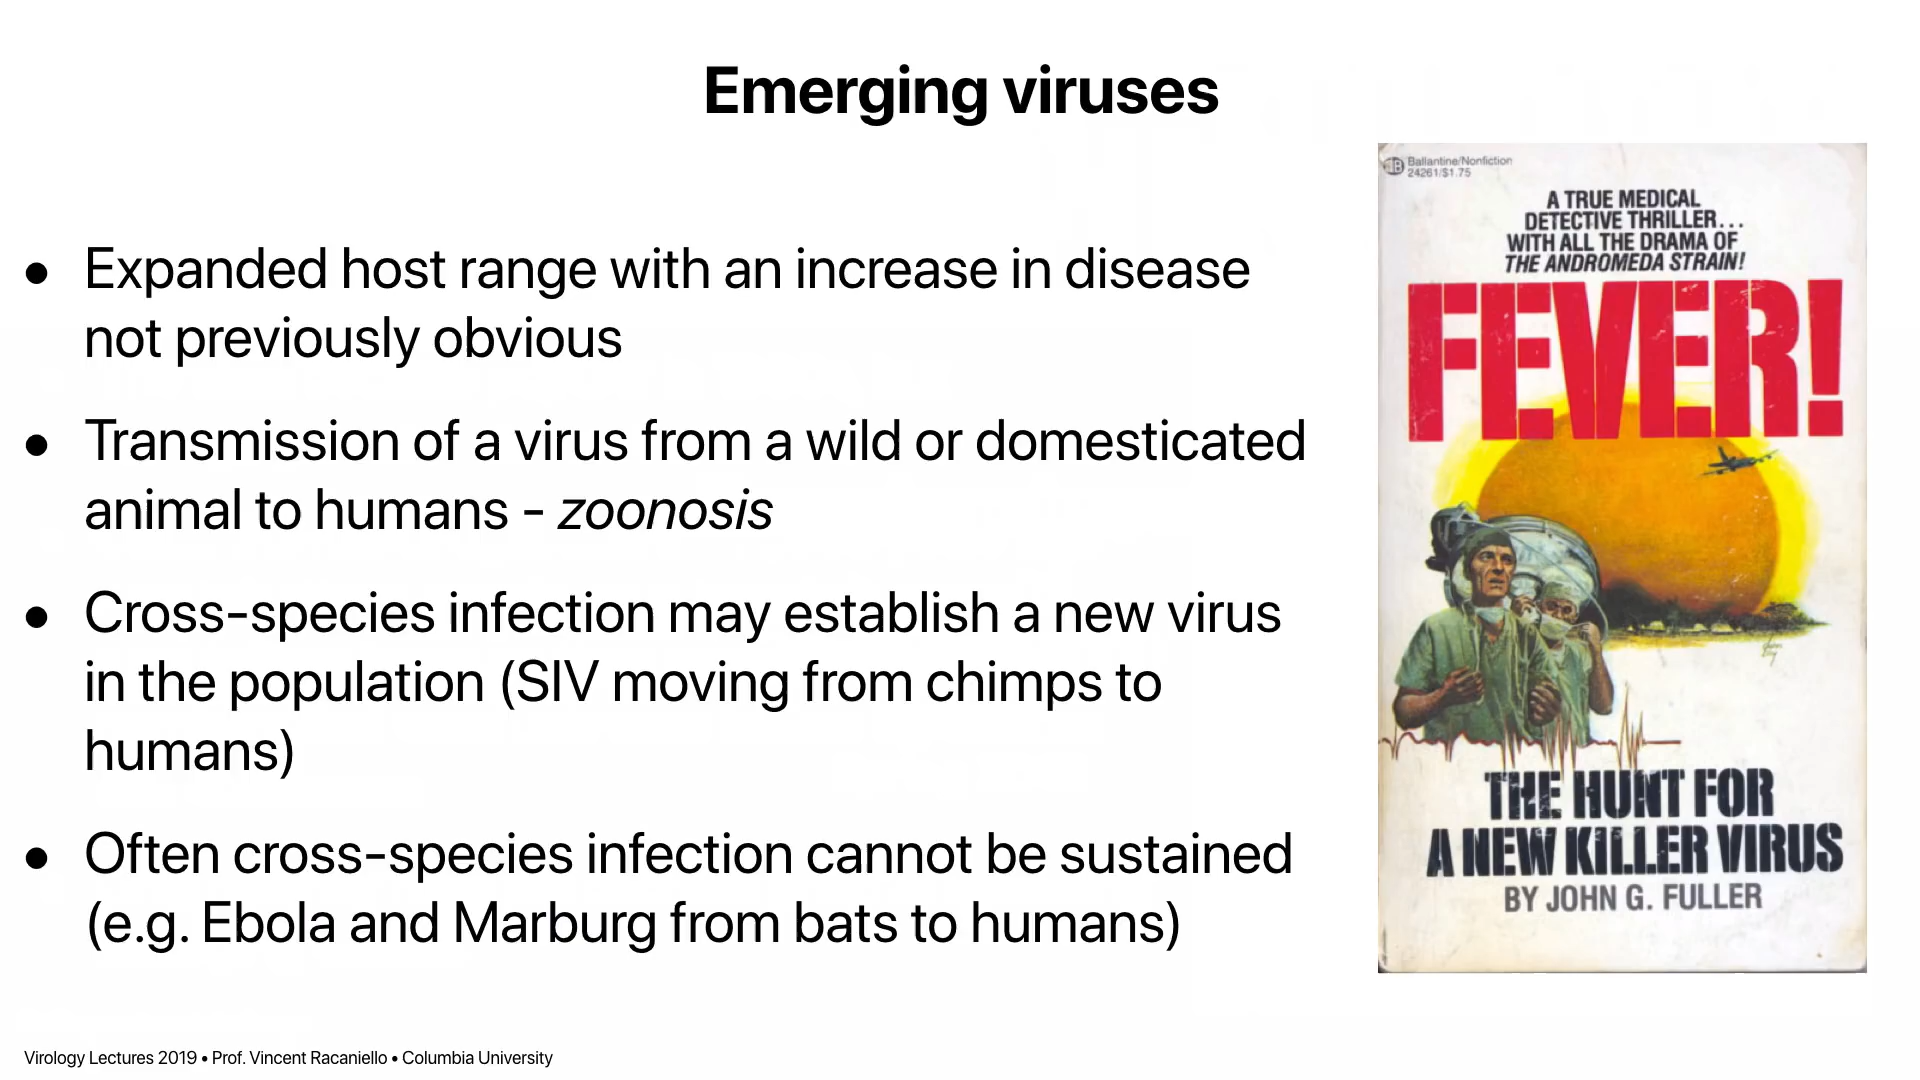 Emerging viruses
• Expanded host range with an increase in disease
not previously obvious
• Transmission of a virus from a wild or domesticated
animal to humans - zoonosis
• Cross-species infection may establish a new virus
in the population (SIV moving from chimps to
humans)
• Often cross-species infection cannot be sustained
(e.g. Ebola and Marburg from bats to humans)
BB Ballantine/Nonfiction
24261/$1.75
A TRUE MEDICAL
DETECTIVE THRILLER...
WITH ALL THE DRAMA OF
THE ANDROMEDA STRAIN!
FEVER!
THE HUNT FOR
A NEW KILLER VIRUS
BY JOHN G. FULLER
Virology Lectures 2019 • Prof. Vincent Racaniello • Columbia University